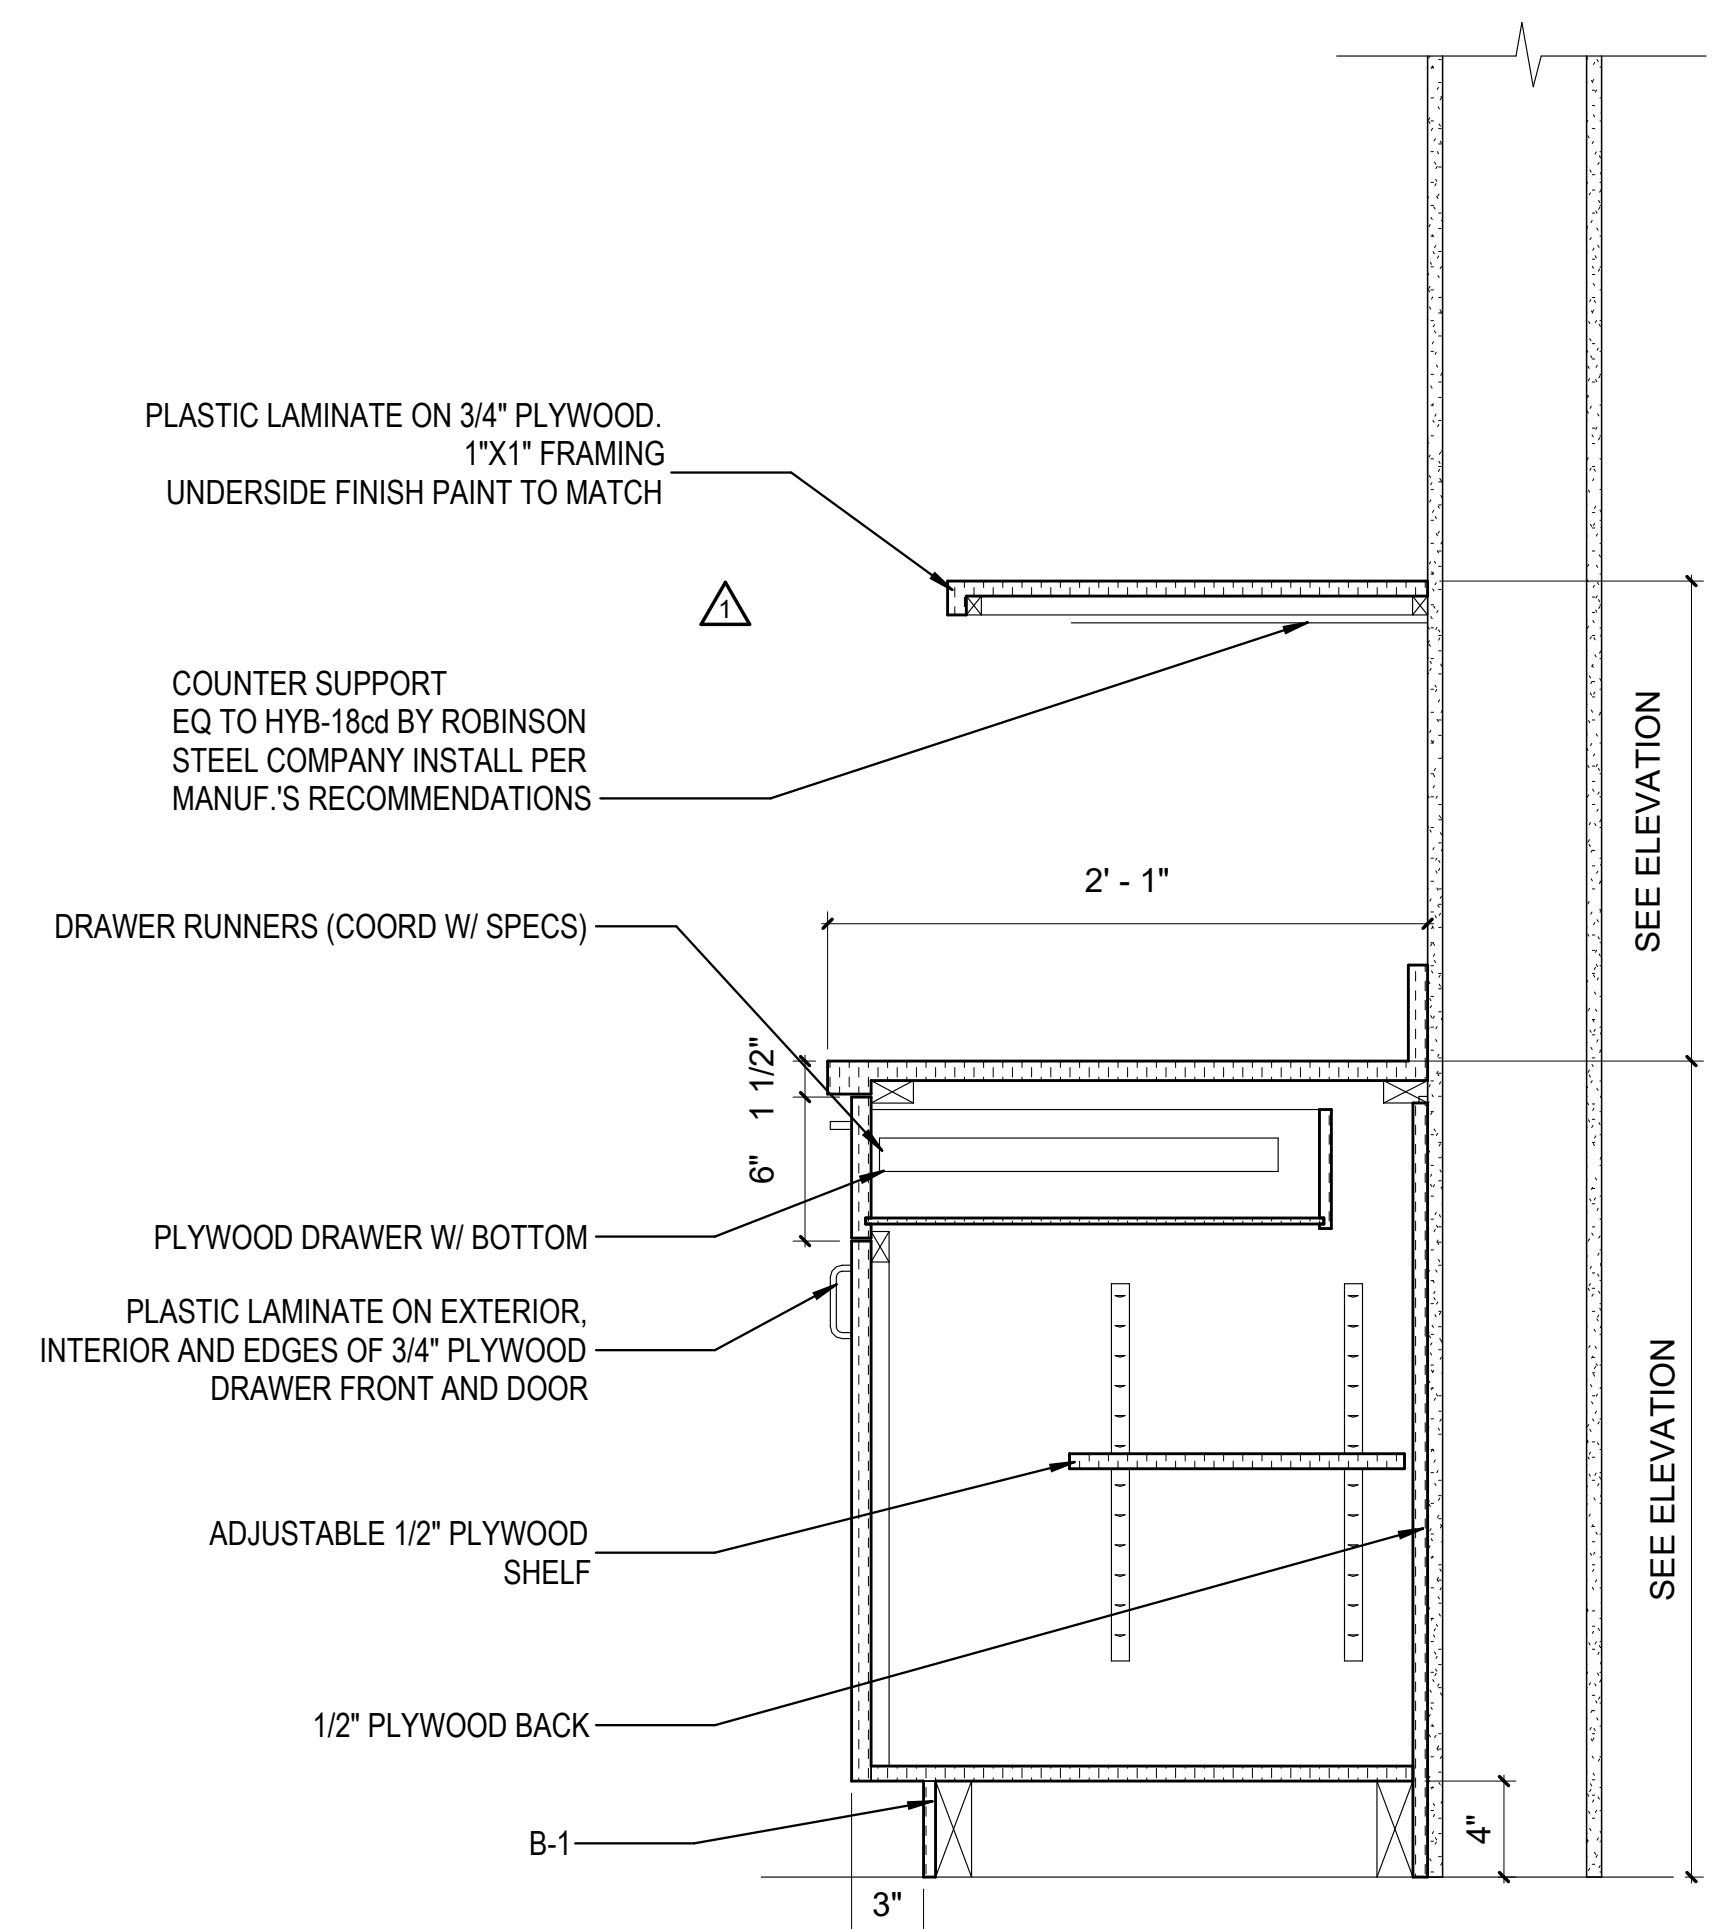 PLASTIC LAMINATE ON 3/4" PLYWOOD.
1"X1" FRAMING
UNDERSIDE FINISH PAINT TO MATCH
1
COUNTER SUPPORT
EQ TO HYB-18cd BY ROBINSON
STEEL COMPANY INSTALL PER
MANUF.'S RECOMMENDATIONS
SEE ELEVATION
2' - 1"
DRAWER RUNNERS (COORD W/ SPECS)
1 1/2"
6"
PLYWOOD DRAWER W/ BOTTOM
PLASTIC LAMINATE ON EXTERIOR,
INTERIOR AND EDGES OF 3/4" PLYWOOD
DRAWER FRONT AND DOOR
SEE ELEVATION
ADJUSTABLE 1/2" PLYWOOD
SHELF
1/2" PLYWOOD BACK
B-1
4"
3"